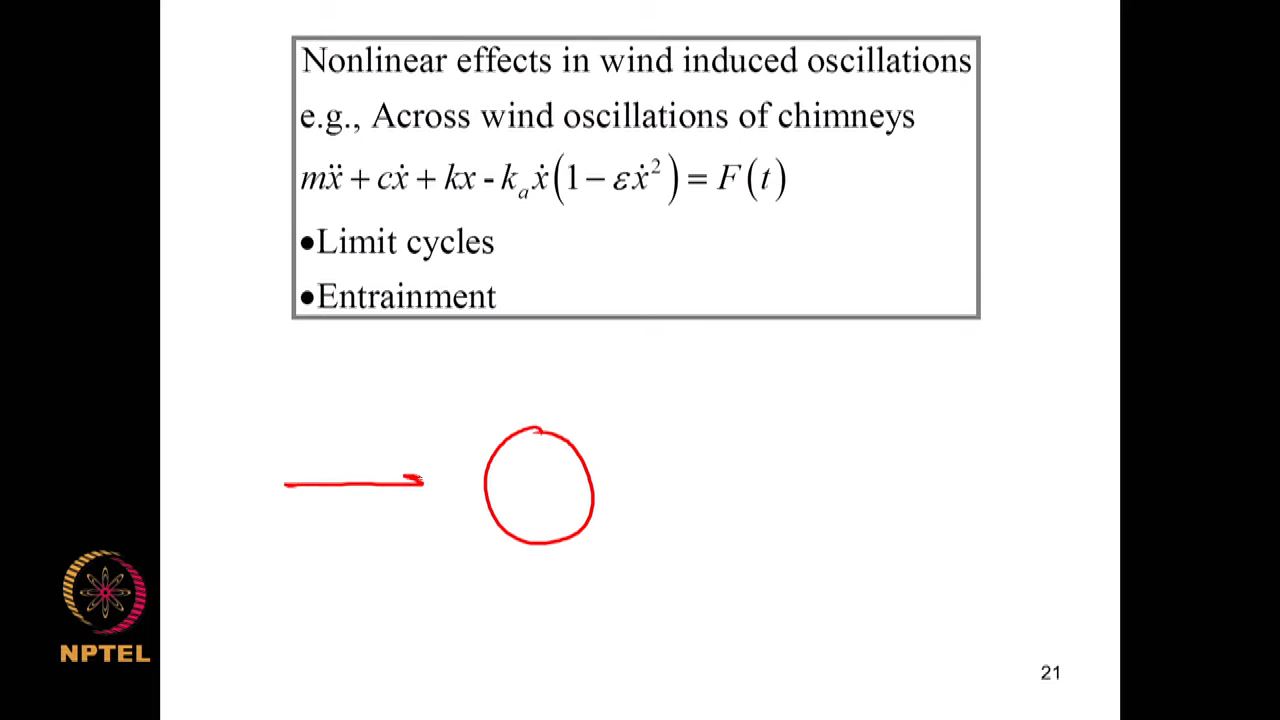 Nonlinear effects in wind induced oscillations
e.g., Across wind oscillations of chimneys
mẍ + cẋ + kx - kₐẋ(1 − εẋ²) = F(t)
•Limit cycles
•Entrainment
NPTEL
21